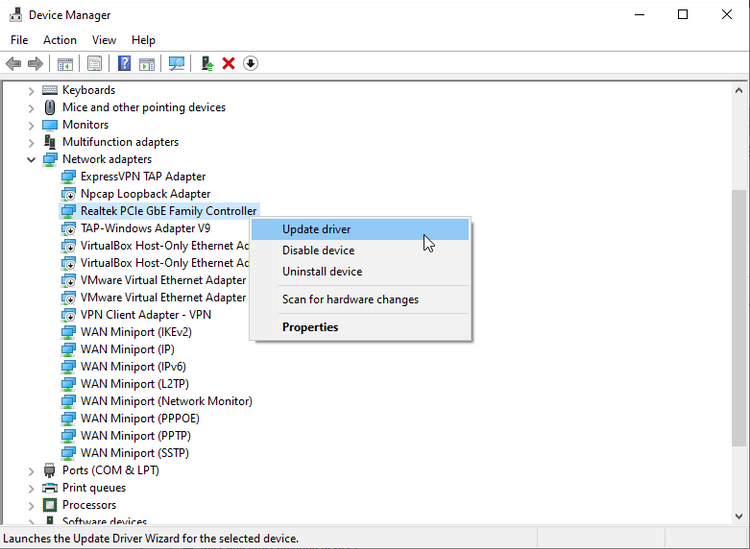 Device Manager
File Action View Help
Keyboards
Mice and other pointing devices
Monitors
Multifunction adapters
Network adapters
ExpressVPN TAP Adapter
Npcap Loopback Adapter
Realtek PCIe GbE Family Controller
TAP-Windows Adapter V9
VirtualBox Host-Only Ethernet Ad
VirtualBox Host-Only Ethernet Ad
VMware Virtual Ethernet Adapter
VMware Virtual Ethernet Adapter
VPN Client Adapter - VPN
WAN Miniport (IKEv2)
WAN Miniport (IP)
WAN Miniport (IPv6)
WAN Miniport (L2TP)
WAN Miniport (Network Monitor)
WAN Miniport (PPPOE)
WAN Miniport (PPTP)
WAN Miniport (SSTP)
Ports (COM & LPT)
Print queues
Processors
Software devices
Update driver
Disable device
Uninstall device
Scan for hardware changes
Properties
Launches the Update Driver Wizard for the selected device.